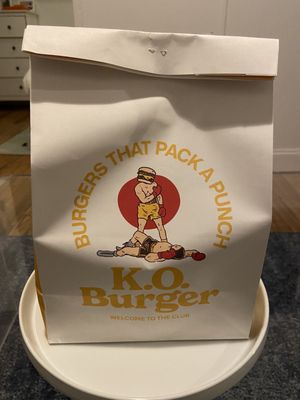 BURGERS THAT PACK A PUNCH
K.O.
Burger
WELCOME TO THE CLUB